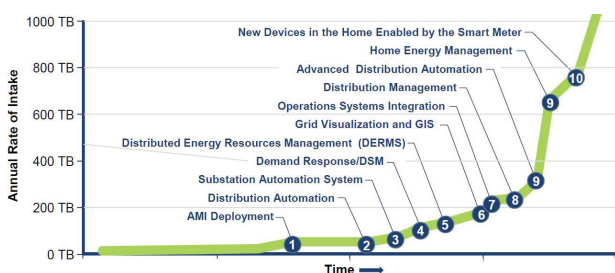 1000 TB
800 TB
600 TB
400 TB
200 TB
0 TB
Annual Rate of Intake
New Devices in the Home Enabled by the Smart Meter
Home Energy Management
Advanced Distribution Automation
Distribution Management
Operations Systems Integration
Grid Visualization and GIS
Distributed Energy Resources Management (DERMS)
Demand Response/DSM
Substation Automation System
Distribution Automation
AMI Deployment
1
2
3
4
5
6
7
8
9
9
10
Time